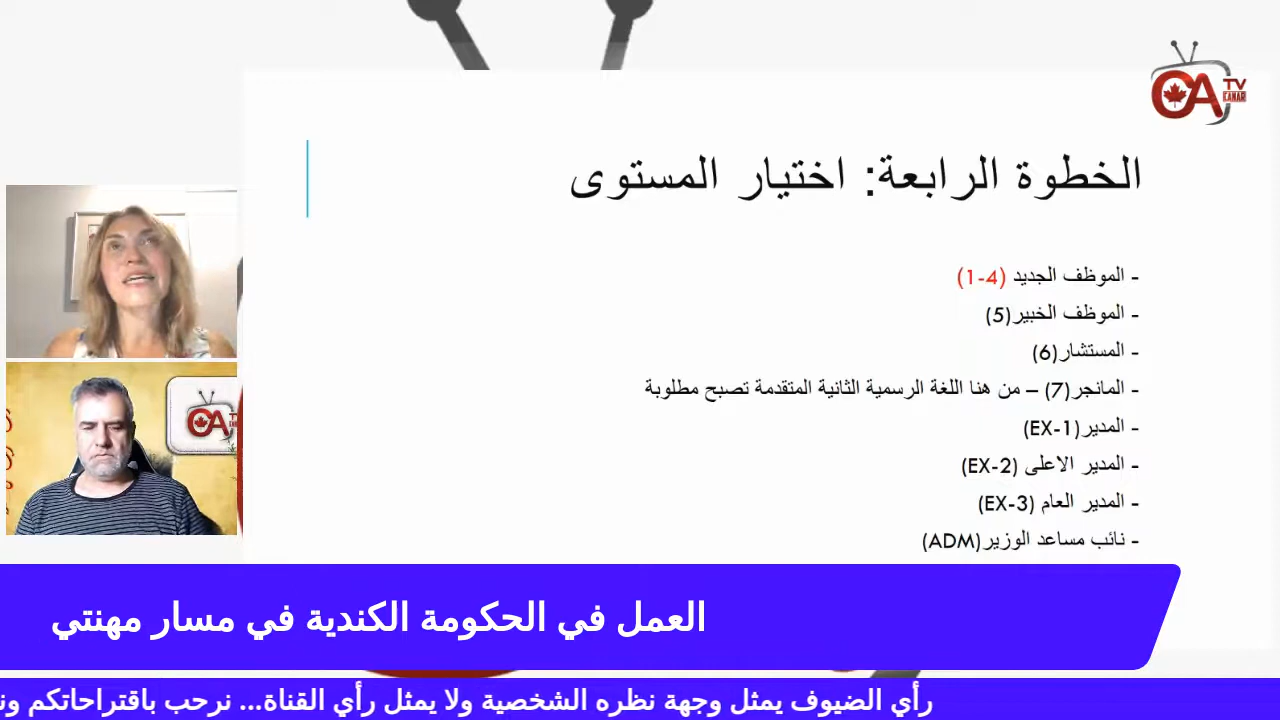 CA TV
CANAR
الخطوة الرابعة: اختيار المستوى
- الموظف الجديد (1-4)
- الموظف الخبير(5)
- المستشار(6)
- المانجر(7) – من هنا اللغة الرسمية الثانية المتقدمة تصبح مطلوبة
- المدير(EX-1)
- المدير الاعلى (EX-2)
- المدير العام (EX-3)
- نائب مساعد الوزير(ADM)
العمل في الحكومة الكندية في مسار مهنتي
رأي الضيوف يمثل وجهة نظره الشخصية ولا يمثل رأي القناة... نرحب باقتراحاتكم